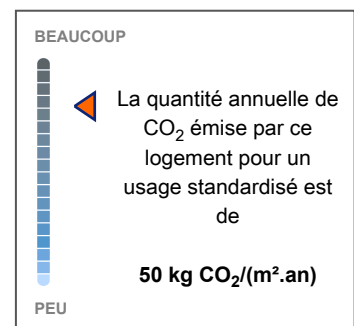 BEAUCOUP
La quantité annuelle de
CO₂ émise par ce
logement pour un
usage standardisé est
de
50 kg CO₂/(m².an)
PEU